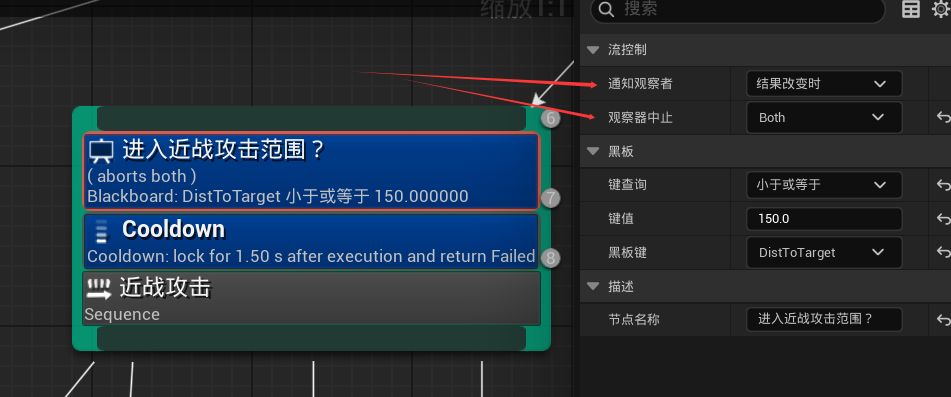 缩放1:1
搜索
流控制
通知观察者
结果改变时
观察器中止
Both
黑板
键查询
小于或等于
键值
150.0
黑板键
DistToTarget
描述
节点名称
进入近战攻击范围？
6
进入近战攻击范围？
( aborts both )
Blackboard: DistToTarget 小于或等于 150.000000
7
Cooldown
Cooldown: lock for 1.50 s after execution and return Failed
8
近战攻击
Sequence